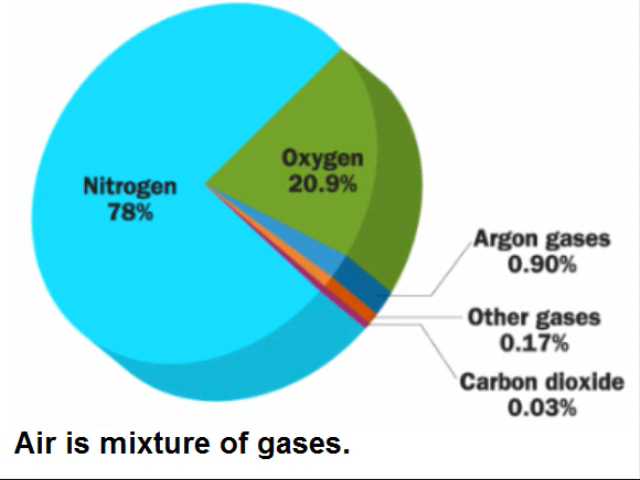 Nitrogen
78%
Oxygen
20.9%
Argon gases
0.90%
Other gases
0.17%
Carbon dioxide
0.03%
Air is mixture of gases.